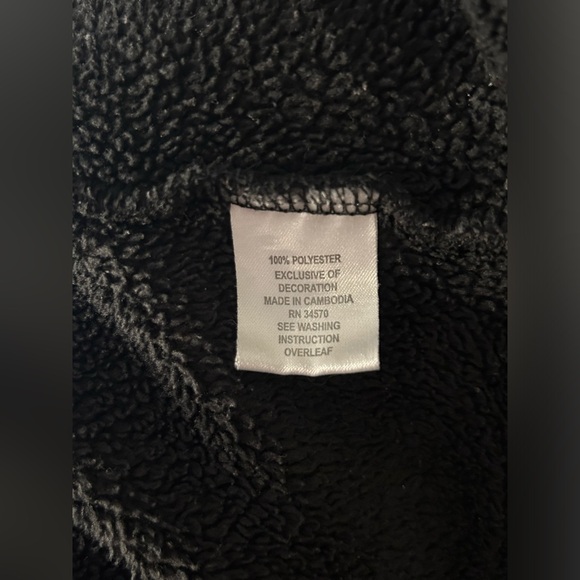 100% POLYESTER
EXCLUSIVE OF
DECORATION
MADE IN CAMBODIA
RN 34570
SEE WASHING
INSTRUCTION
OVERLEAF